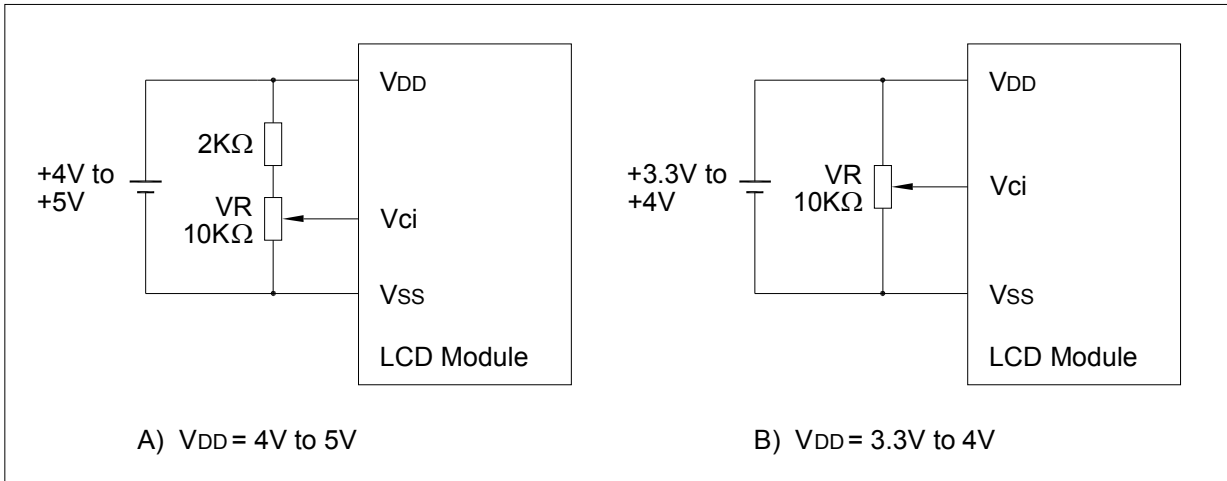 VDD
2KΩ
+4V to
+5V
VR
10KΩ
Vci
VSS
LCD Module
A) VDD = 4V to 5V
VDD
+3.3V to
+4V
VR
10KΩ
Vci
VSS
LCD Module
B) VDD = 3.3V to 4V